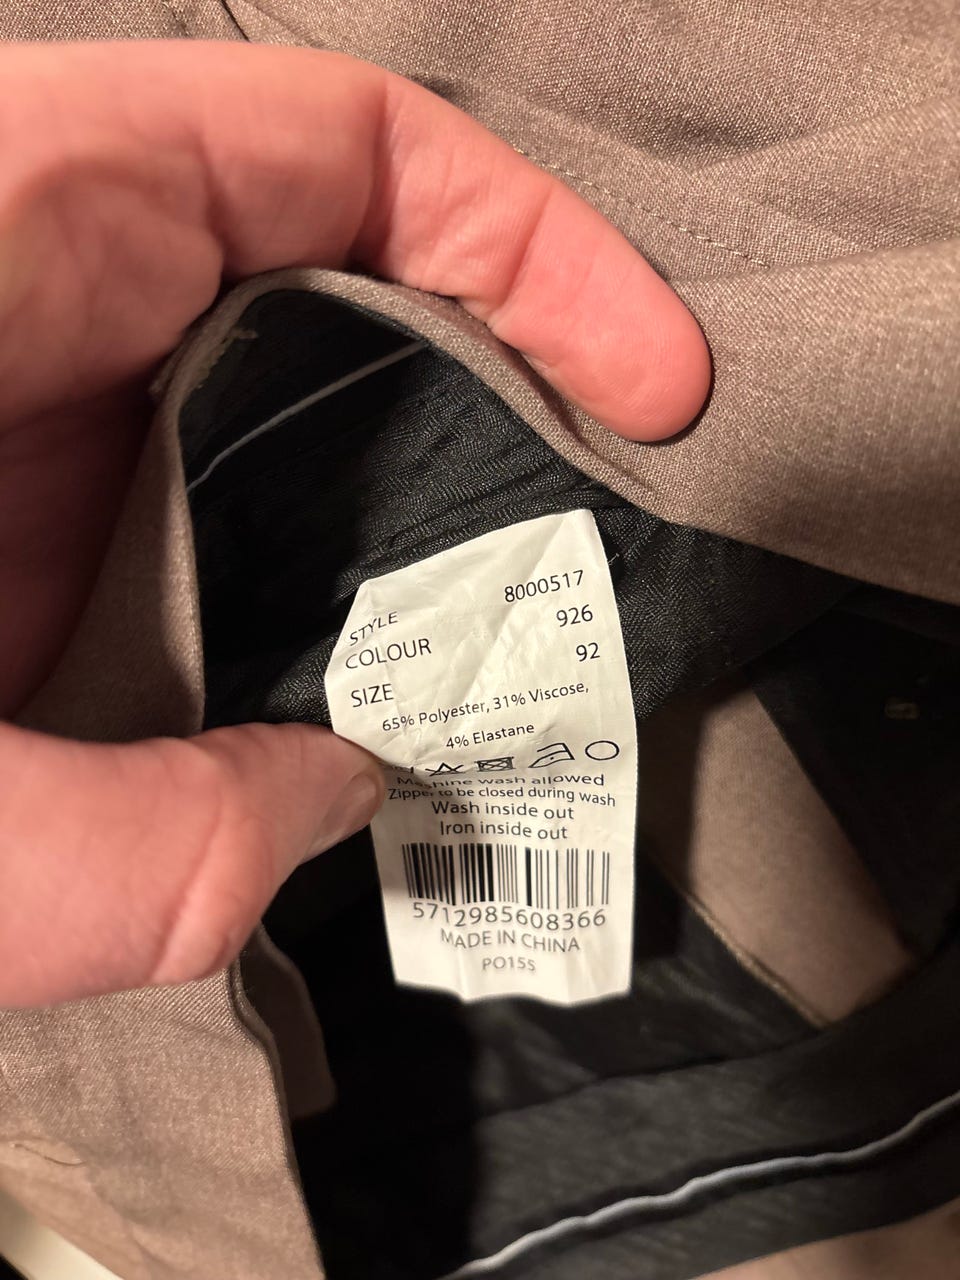 STYLE 8000517
COLOUR 926
SIZE 92
65% Polyester, 31% Viscose,
4% Elastane
Machine wash allowed
Zipper to be closed during wash
Wash inside out
Iron inside out
5712985608366
MADE IN CHINA
PO15S